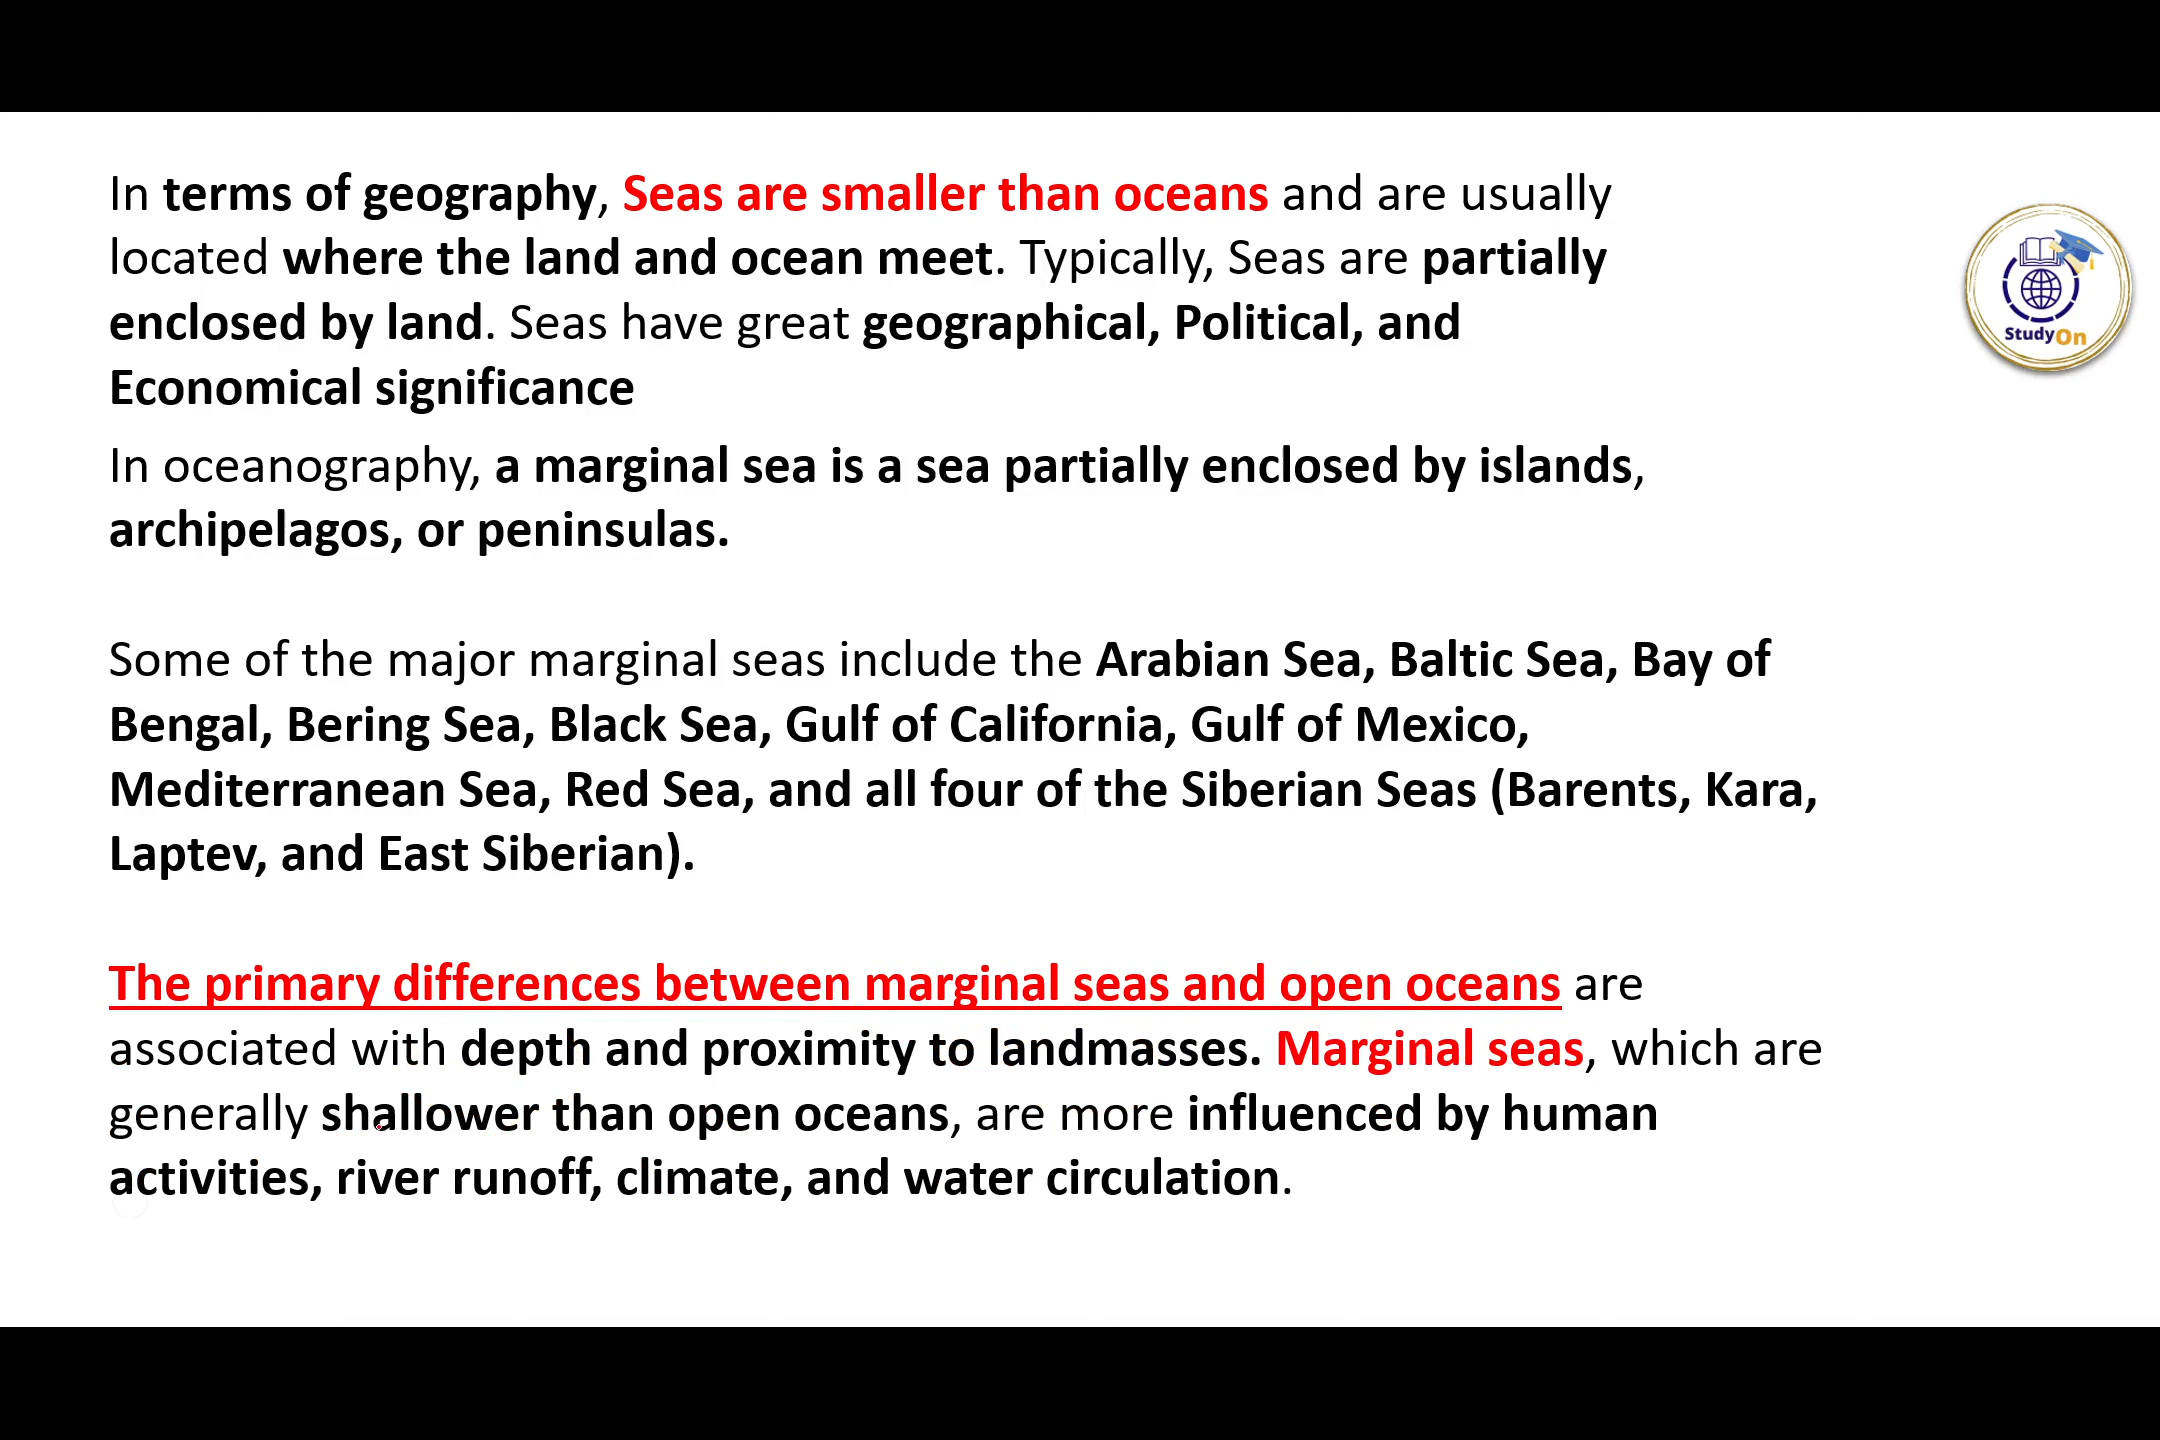 In terms of geography, Seas are smaller than oceans and are usually
located where the land and ocean meet. Typically, Seas are partially
enclosed by land. Seas have great geographical, Political, and
Economical significance
In oceanography, a marginal sea is a sea partially enclosed by islands,
archipelagos, or peninsulas.
Some of the major marginal seas include the Arabian Sea, Baltic Sea, Bay of
Bengal, Bering Sea, Black Sea, Gulf of California, Gulf of Mexico,
Mediterranean Sea, Red Sea, and all four of the Siberian Seas (Barents, Kara,
Laptev, and East Siberian).
The primary differences between marginal seas and open oceans are
associated with depth and proximity to landmasses. Marginal seas, which are
generally shallower than open oceans, are more influenced by human
activities, river runoff, climate, and water circulation.
StudyOn